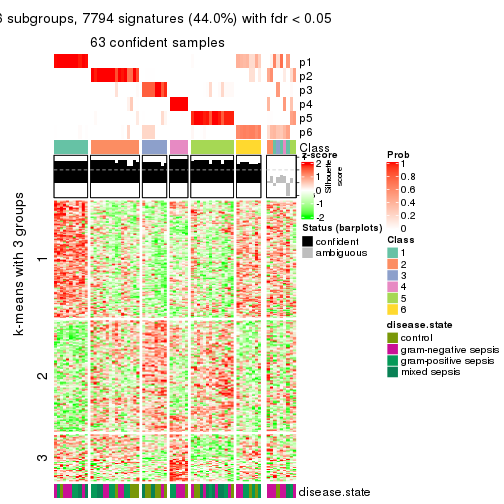 6 subgroups, 7794 signatures (44.0%) with fdr < 0.05
63 confident samples
p1
p2
p3
p4
p5
p6
Class
z-score
2
1
0
-1
-2
Silhouette
score
Status (barplots)
confident
ambiguous
Prob
1
0.8
0.6
0.4
0.2
0
Class
1
2
3
4
5
6
disease.state
control
gram-negative sepsis
gram-positive sepsis
mixed sepsis
k-means with 3 groups
1
2
3
disease.state